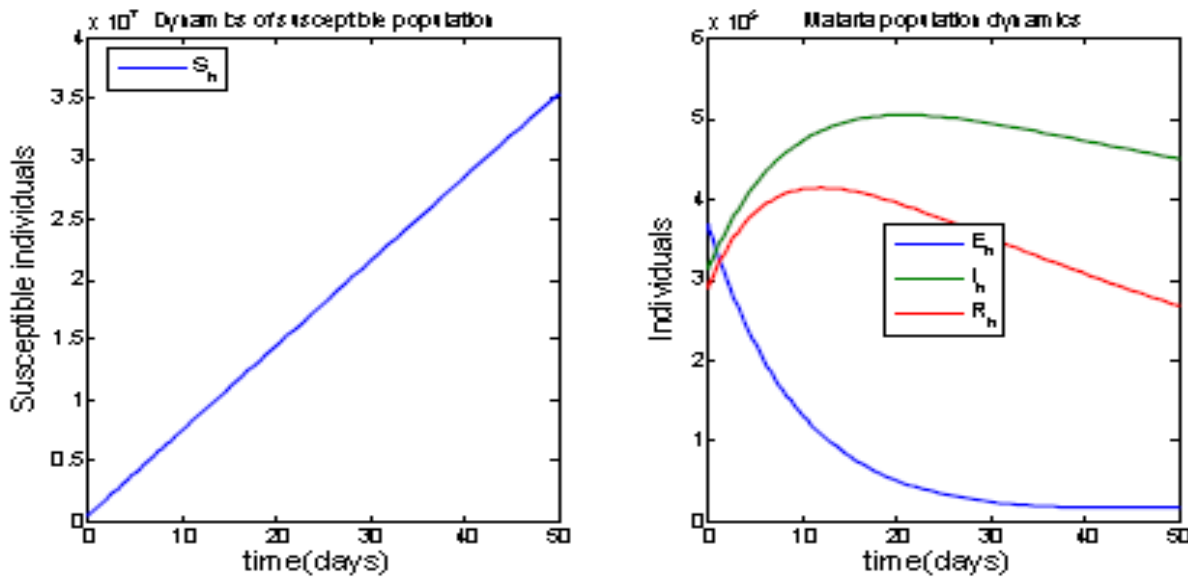 x 10^7 Dynamics of susceptible population
4
3.5
3
2.5
2
1.5
1
0.5
0
0 10 20 30 40 50
S_h
Susceptible individuals
time(days)
x 10^5 Malaria population dynamics
6
5
4
3
2
1
0
0 10 20 30 40 50
E_h
I_h
R_h
Individuals
time(days)